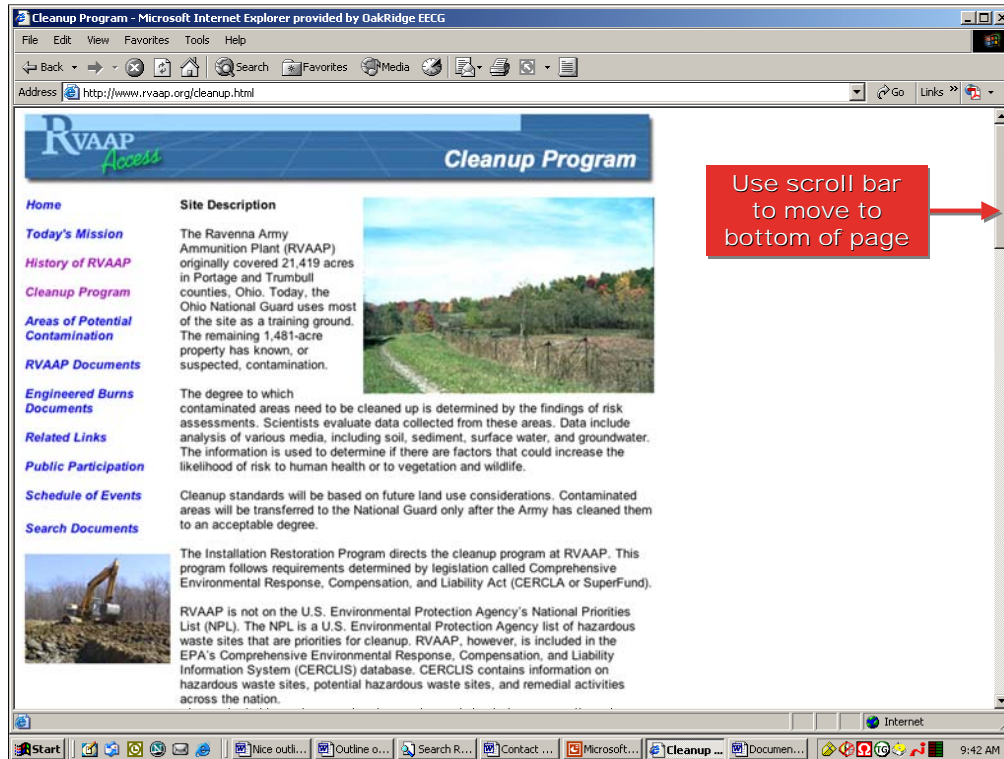 Cleanup Program - Microsoft Internet Explorer provided by OakRidge EECG
File Edit View Favorites Tools Help
Back Search Favorites Media
Address http://www.rvaap.org/cleanup.html Go Links »
RVAAP
Access
Cleanup Program
Use scroll bar
to move to
bottom of page
Home
Today's Mission
History of RVAAP
Cleanup Program
Areas of Potential
Contamination
RVAAP Documents
Engineered Burns
Documents
Related Links
Public Participation
Schedule of Events
Search Documents
Site Description
The Ravenna Army
Ammunition Plant (RVAAP)
originally covered 21,419 acres
in Portage and Trumbull
counties, Ohio. Today, the
Ohio National Guard uses most
of the site as a training ground.
The remaining 1,481-acre
property has known, or
suspected, contamination.
The degree to which
contaminated areas need to be cleaned up is determined by the findings of risk
assessments. Scientists evaluate data collected from these areas. Data include
analysis of various media, including soil, sediment, surface water, and groundwater.
The information is used to determine if there are factors that could increase the
likelihood of risk to human health or to vegetation and wildlife.
Cleanup standards will be based on future land use considerations. Contaminated
areas will be transferred to the National Guard only after the Army has cleaned them
to an acceptable degree.
The Installation Restoration Program directs the cleanup program at RVAAP. This
program follows requirements determined by legislation called Comprehensive
Environmental Response, Compensation, and Liability Act (CERCLA or SuperFund).
RVAAP is not on the U.S. Environmental Protection Agency's National Priorities
List (NPL). The NPL is a U.S. Environmental Protection Agency list of hazardous
waste sites that are priorities for cleanup. RVAAP, however, is included in the
EPA's Comprehensive Environmental Response, Compensation, and Liability
Information System (CERCLIS) database. CERCLIS contains information on
hazardous waste sites, potential hazardous waste sites, and remedial activities
across the nation.
Internet
Start Nice outli... Outline o... Search R... Contact ... Microsoft... Cleanup ... Documen... 9:42 AM